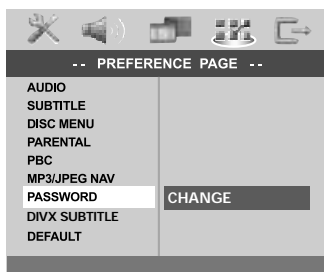 -- PREFERENCE PAGE --
AUDIO
SUBTITLE
DISC MENU
PARENTAL
PBC
MP3/JPEG NAV
PASSWORD CHANGE
DIVX SUBTITLE
DEFAULT